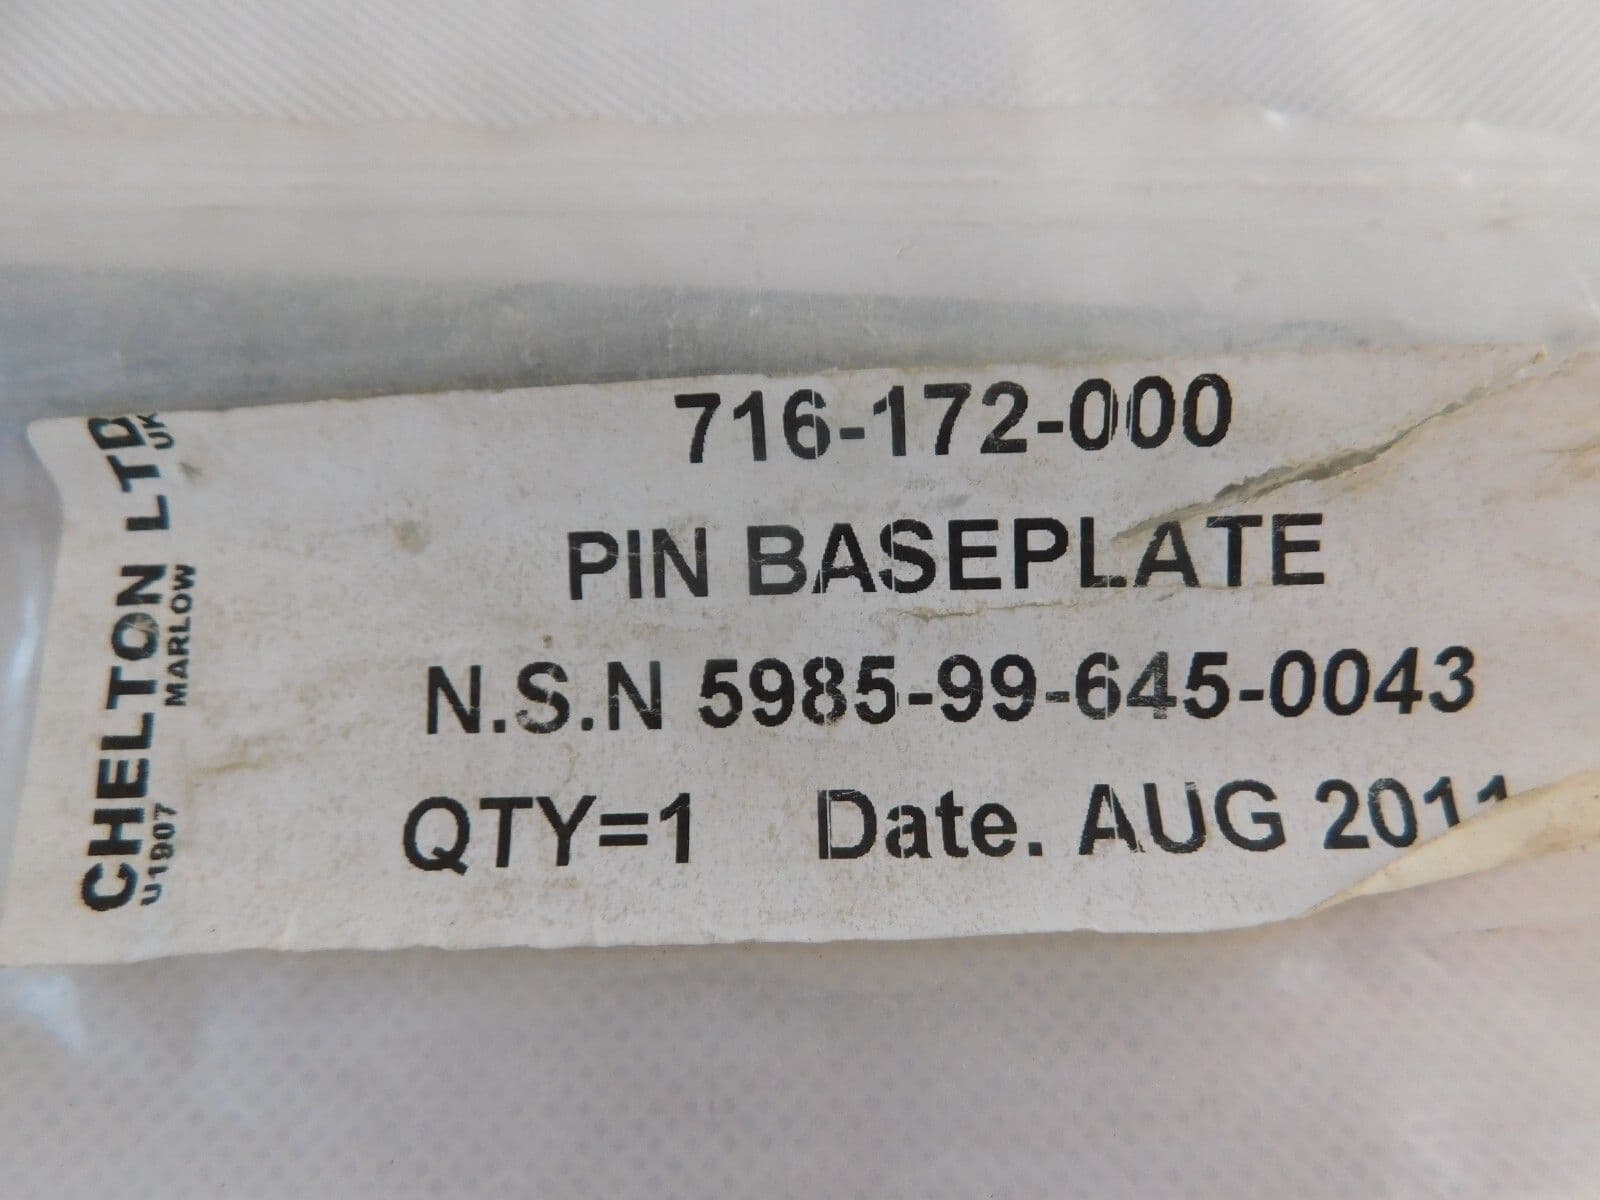 716-172-000
PIN BASEPLATE
N.S.N 5985-99-645-0043
QTY=1 Date. AUG 2011
CHELTON LTD
U1907 MARLOW UK